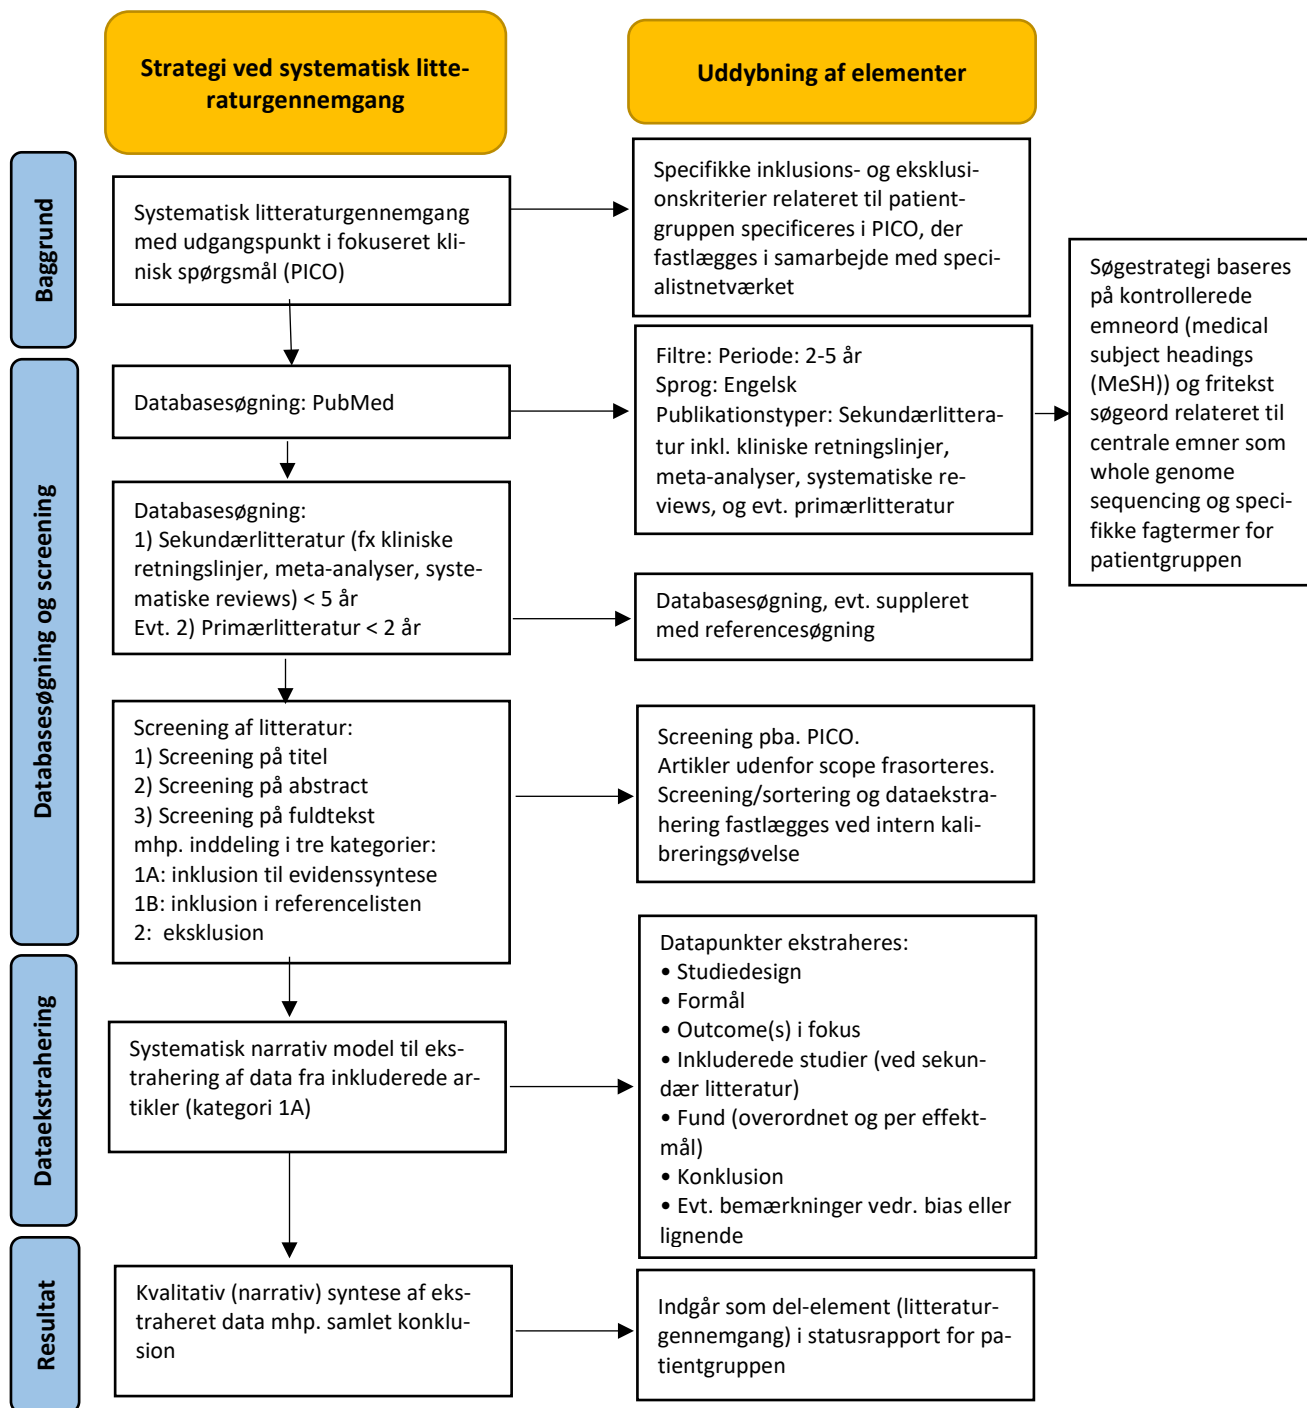 Strategi ved systematisk litte-
raturgennemgang
Uddybning af elementer
Baggrund
Systematisk litteraturgennemgang
med udgangspunkt i fokuseret kli-
nisk spørgsmål (PICO)
Specifikke inklusions- og eksklusi-
onskriterier relateret til patient-
gruppen specificeres i PICO, der
fastlægges i samarbejde med speci-
alistnetværket
Databasesøgning og screening
Databasesøgning: PubMed
Filtre: Periode: 2-5 år
Sprog: Engelsk
Publikationstyper: Sekundærlittera-
tur inkl. kliniske retningslinjer,
meta-analyser, systematiske re-
views, og evt. primærlitteratur
Søgestrategi baseres
på kontrollerede
emneord (medical
subject headings
(MeSH)) og fritekst
søgeord relateret til
centrale emner som
whole genome
sequencing og speci-
fikke fagtermer for
patientgruppen
Databasesøgning:
1) Sekundærlitteratur (fx kliniske
retningslinjer, meta-analyser, syste-
matiske reviews) < 5 år
Evt. 2) Primærlitteratur < 2 år
Databasesøgning, evt. suppleret
med referencesøgning
Screening af litteratur:
1) Screening på titel
2) Screening på abstract
3) Screening på fuldtekst
mhp. inddeling i tre kategorier:
1A: inklusion til evidenssyntese
1B: inklusion i referencelisten
2: eksklusion
Screening pba. PICO.
Artikler udenfor scope frasorteres.
Screening/sortering og dataekstra-
hering fastlægges ved intern kali-
breringsøvelse
Dataekstrahering
Systematisk narrativ model til eks-
trahering af data fra inkluderede ar-
tikler (kategori 1A)
Datapunkter ekstraheres:
• Studiedesign
• Formål
• Outcome(s) i fokus
• Inkluderede studier (ved sekun-
dær litteratur)
• Fund (overordnet og per effekt-
mål)
• Konklusion
• Evt. bemærkninger vedr. bias eller
lignende
Resultat
Kvalitativ (narrativ) syntese af eks-
traheret data mhp. samlet konklu-
sion
Indgår som del-element (litteratur-
gennemgang) i statusrapport for pa-
tientgruppen